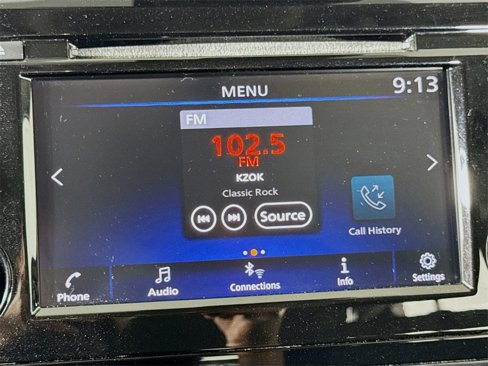 MENU
9:13
FM
102.5
FM
KZOK
Classic Rock
Source
Call History
Phone
Audio
Connections
Info
Settings